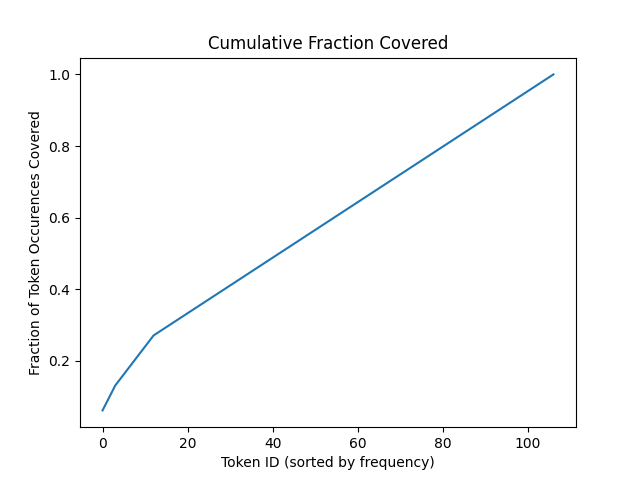 Cumulative Fraction Covered
1.0
0.8
0.6
0.4
0.2
Fraction of Token Occurences Covered
0 20 40 60 80 100
Token ID (sorted by frequency)